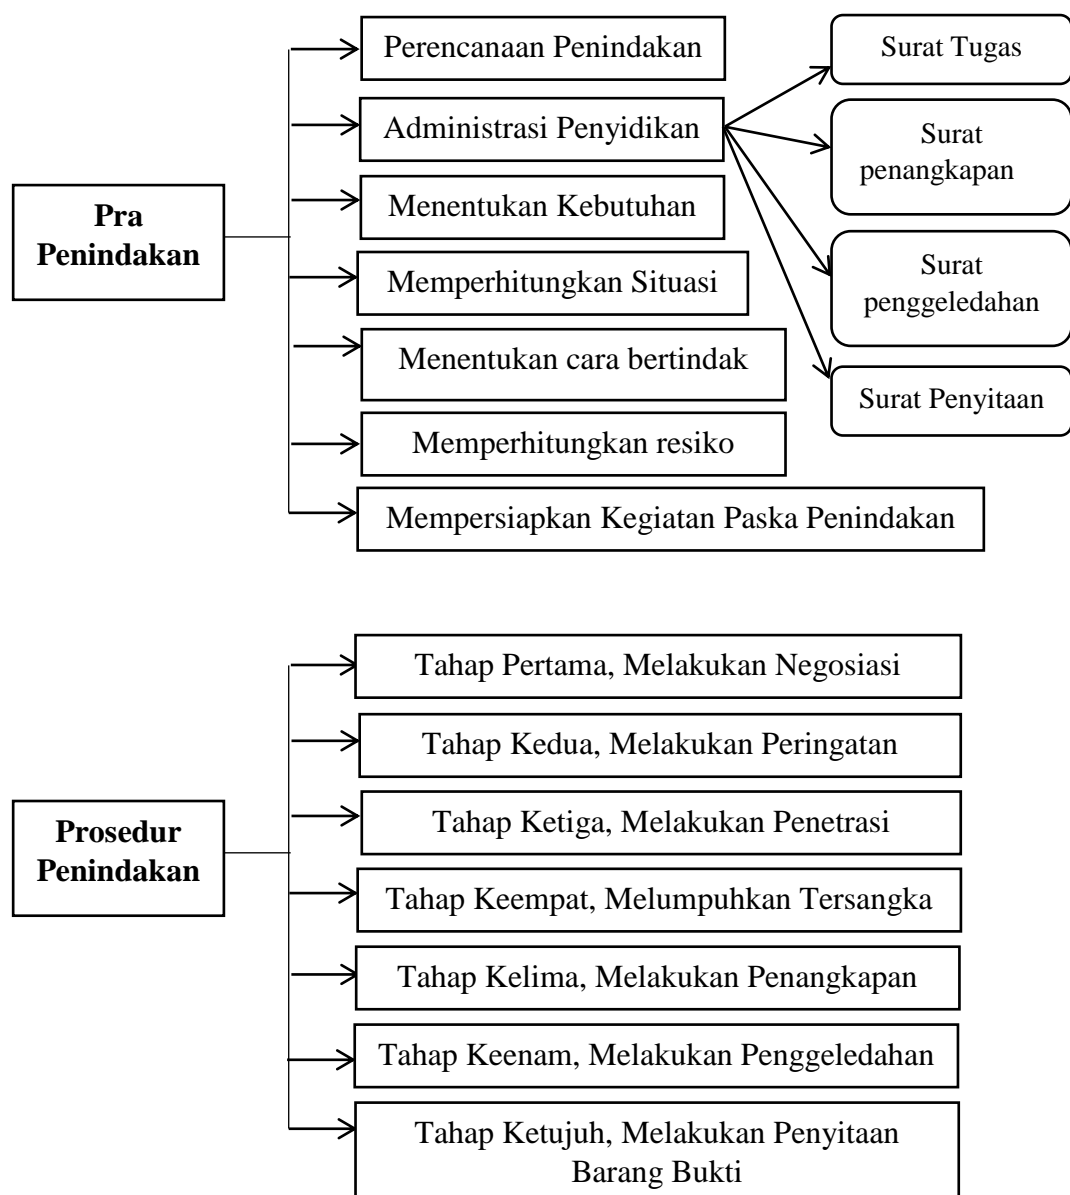 Pra
Penindakan
Perencanaan Penindakan
Administrasi Penyidikan
Menentukan Kebutuhan
Memperhitungkan Situasi
Menentukan cara bertindak
Memperhitungkan resiko
Mempersiapkan Kegiatan Paska Penindakan
Surat Tugas
Surat
penangkapan
Surat
penggeledahan
Surat Penyitaan
Prosedur
Penindakan
Tahap Pertama, Melakukan Negosiasi
Tahap Kedua, Melakukan Peringatan
Tahap Ketiga, Melakukan Penetrasi
Tahap Keempat, Melumpuhkan Tersangka
Tahap Kelima, Melakukan Penangkapan
Tahap Keenam, Melakukan Penggeledahan
Tahap Ketujuh, Melakukan Penyitaan
Barang Bukti